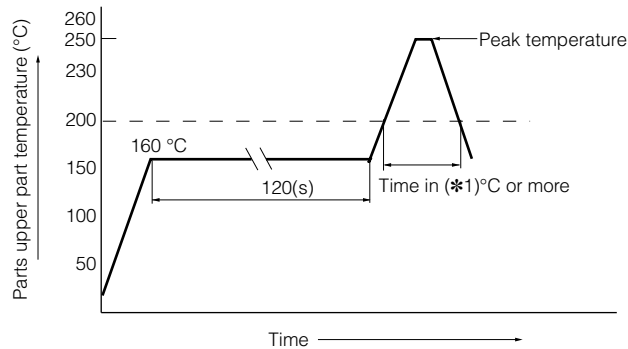 Parts upper part temperature (°C)
260
250
230
200
150
100
50
160 °C
120(s)
Peak temperature
Time in (✱1)°C or more
Time